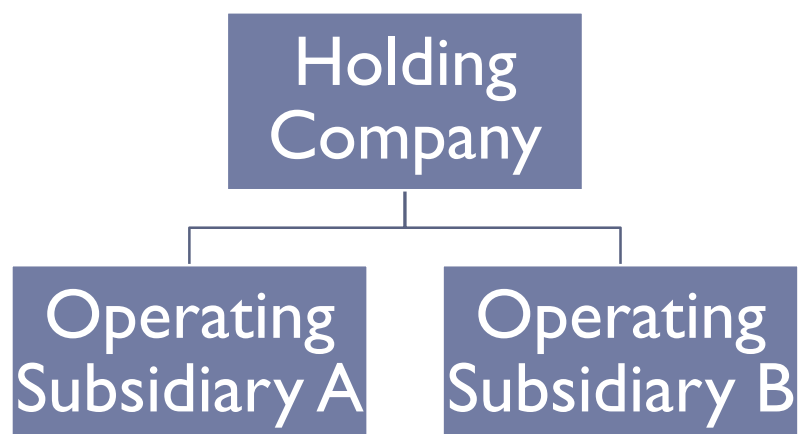 Holding
Company
Operating
Subsidiary A
Operating
Subsidiary B